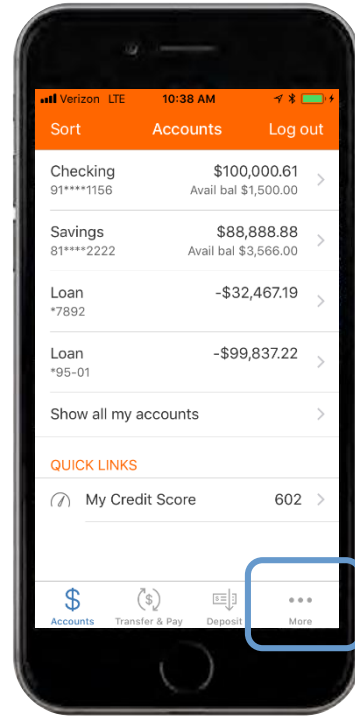 Verizon LTE 10:38 AM
Sort Accounts Log out
Checking $100,000.61
91****1156 Avail bal $1,500.00
Savings $88,888.88
81****2222 Avail bal $3,566.00
Loan -$32,467.19
*7892
Loan -$99,837.22
*95-01
Show all my accounts
QUICK LINKS
My Credit Score 602
Accounts Transfer & Pay Deposit More